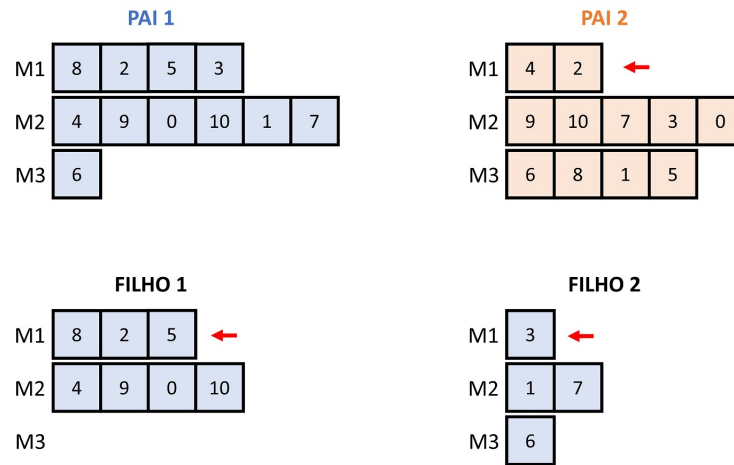 PAI 1
M1 8 2 5 3
M2 4 9 0 10 1 7
M3 6
PAI 2
M1 4 2
M2 9 10 7 3 0
M3 6 8 1 5
FILHO 1
M1 8 2 5
M2 4 9 0 10
M3
FILHO 2
M1 3
M2 1 7
M3 6